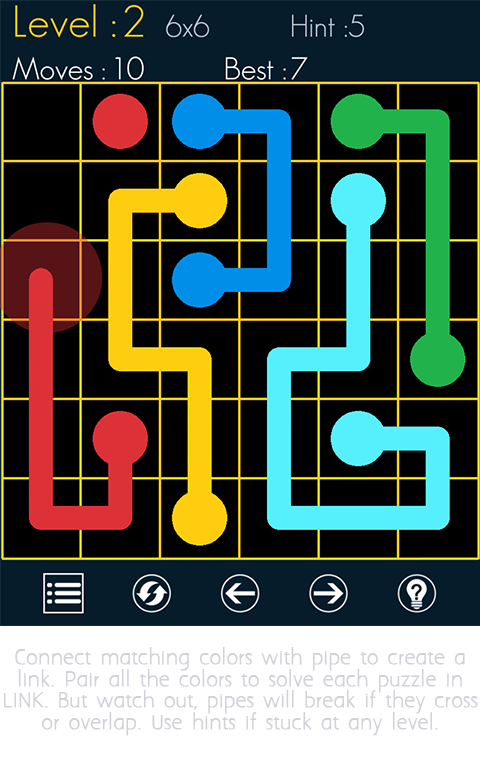 Level : 2 6x6 Hint :5
Moves : 10 Best : 7
Connect matching colors with pipe to create a
link. Pair all the colors to solve each puzzle in
LINK. But watch out, pipes will break if they cross
or overlap. Use hints if stuck at any level.